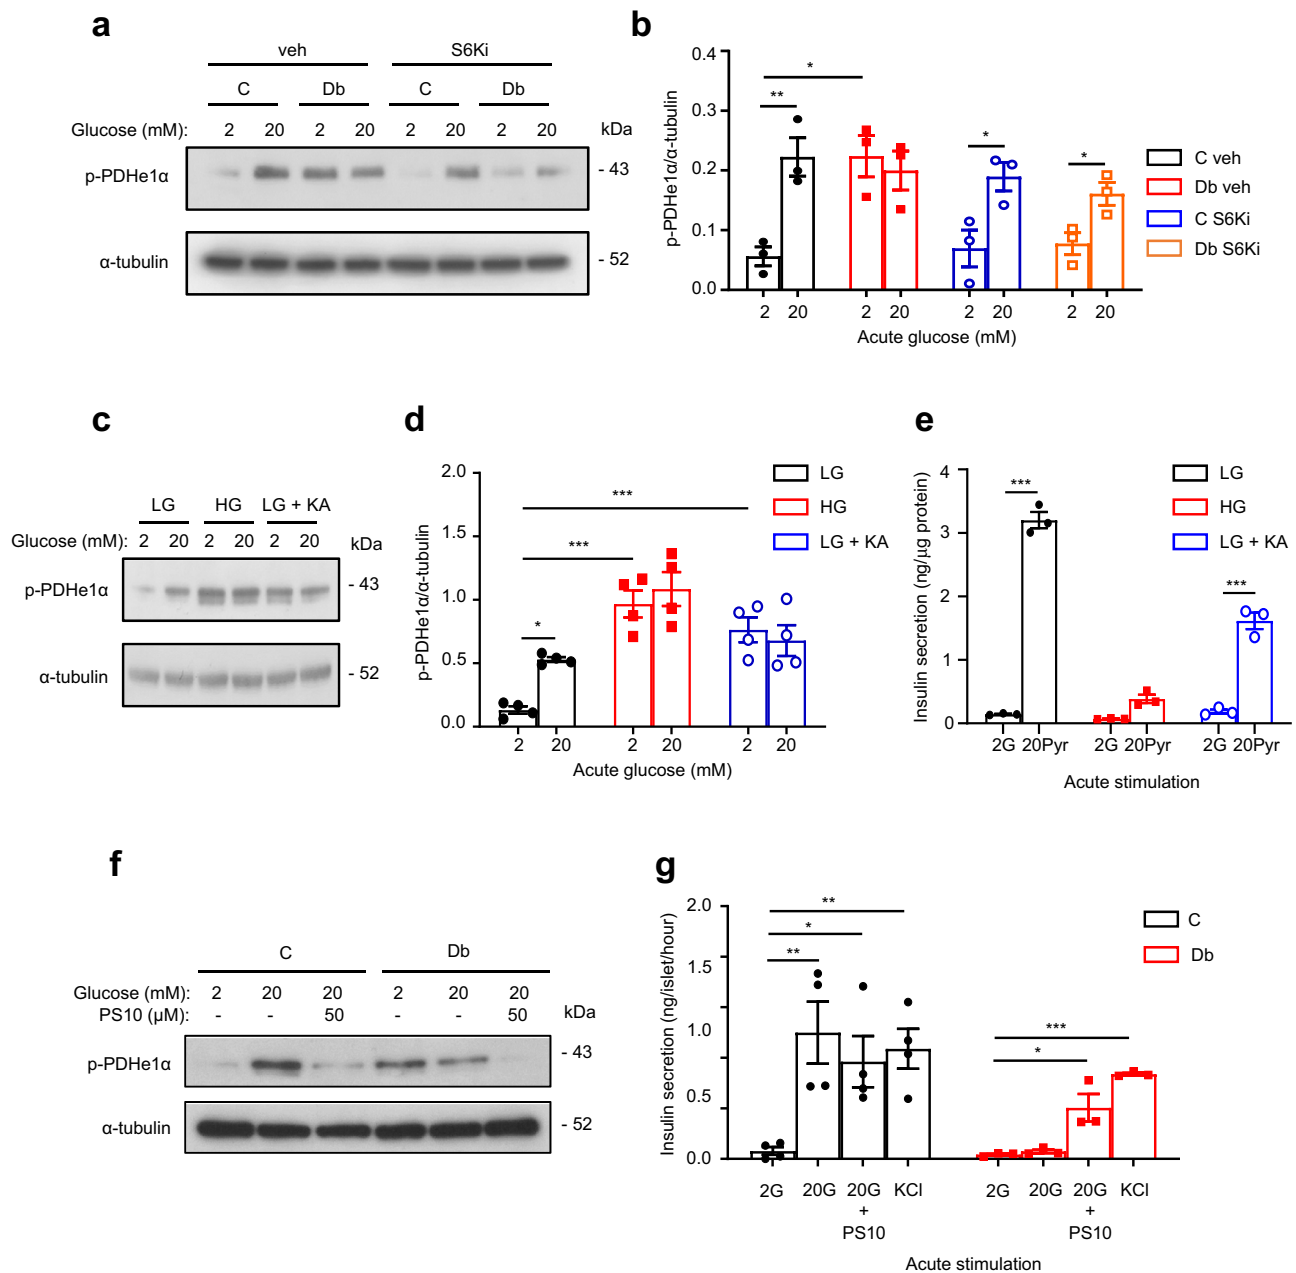 a
veh S6Ki
C Db C Db
Glucose (mM): 2 20 2 20 2 20 2 20 kDa
p-PDHe1α - 43
α-tubulin - 52
b
p-PDHe1α/α-tubulin
0.4
0.3
0.2
0.1
0.0
** * * *
2 20 2 20 2 20 2 20
Acute glucose (mM)
C veh
Db veh
C S6Ki
Db S6Ki
c
LG HG LG + KA
Glucose (mM): 2 20 2 20 2 20 kDa
p-PDHe1α - 43
α-tubulin - 52
d
p-PDHe1α/α-tubulin
2.0
1.5
1.0
0.5
0.0
***
***
*
2 20 2 20 2 20
Acute glucose (mM)
LG
HG
LG + KA
e
Insulin secretion (ng/μg protein)
4
3
2
1
0
*** ***
2G 20Pyr 2G 20Pyr 2G 20Pyr
Acute stimulation
LG
HG
LG + KA
f
C Db
Glucose (mM): 2 20 20 2 20 20
PS10 (μM): - - 50 - - 50 kDa
p-PDHe1α - 43
α-tubulin - 52
g
Insulin secretion (ng/islet/hour)
2.0
1.5
1.0
0.5
0.0
**
*
**
***
*
2G 20G 20G KCl 2G 20G 20G KCl
+ +
PS10 PS10
Acute stimulation
C
Db